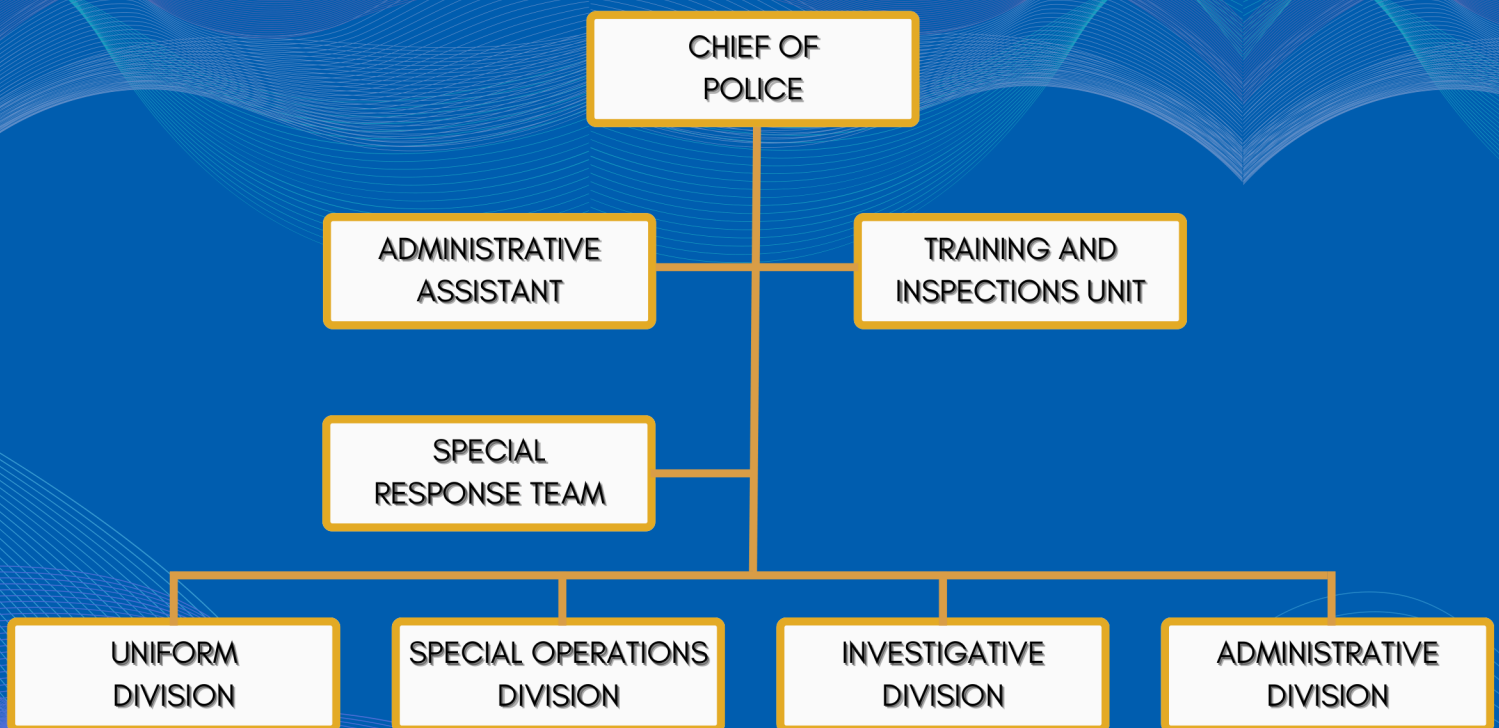 CHIEF OF
POLICE
ADMINISTRATIVE
ASSISTANT
TRAINING AND
INSPECTIONS UNIT
SPECIAL
RESPONSE TEAM
UNIFORM
DIVISION
SPECIAL OPERATIONS
DIVISION
INVESTIGATIVE
DIVISION
ADMINISTRATIVE
DIVISION